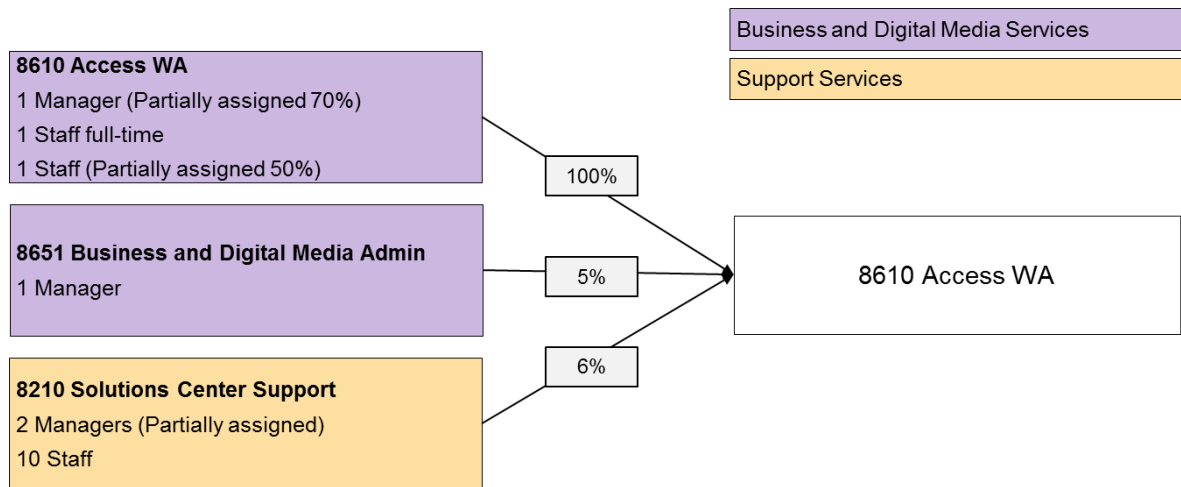 Business and Digital Media Services
Support Services
8610 Access WA
1 Manager (Partially assigned 70%)
1 Staff full-time
1 Staff (Partially assigned 50%)
100%
8651 Business and Digital Media Admin
1 Manager
5%
8610 Access WA
8210 Solutions Center Support
2 Managers (Partially assigned)
10 Staff
6%